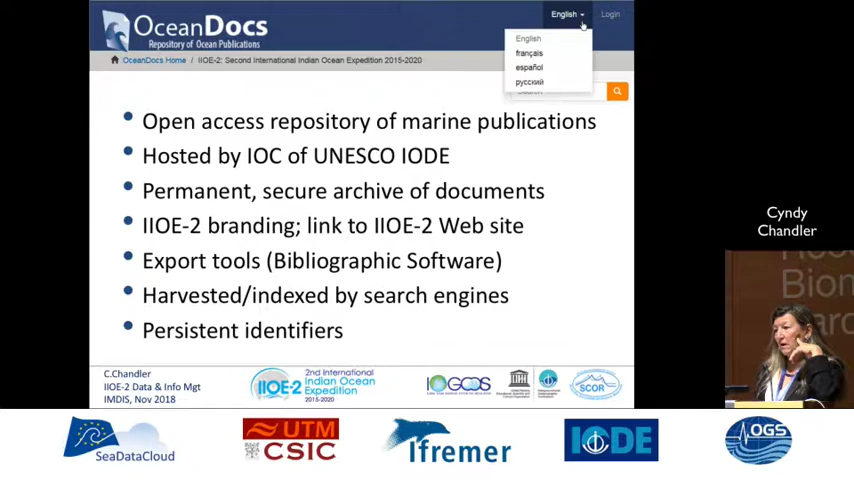 OceanDocs
Repository of Ocean Publications
English
Login
English
français
español
русский
OceanDocs Home / IIOE-2: Second International Indian Ocean Expedition 2015-2020
Search
• Open access repository of marine publications
• Hosted by IOC of UNESCO IODE
• Permanent, secure archive of documents
• IIOE-2 branding; link to IIOE-2 Web site
• Export tools (Bibliographic Software)
• Harvested/indexed by search engines
• Persistent identifiers
Cyndy
Chandler
C.Chandler
IIOE-2 Data & Info Mgt
IMDIS, Nov 2018
IIOE-2
2nd International
Indian Ocean
Expedition
2015-2020
IOGOOS
UNESCO
SCOR
SeaDataCloud
UTM
CSIC
Ifremer
IODE
OGS